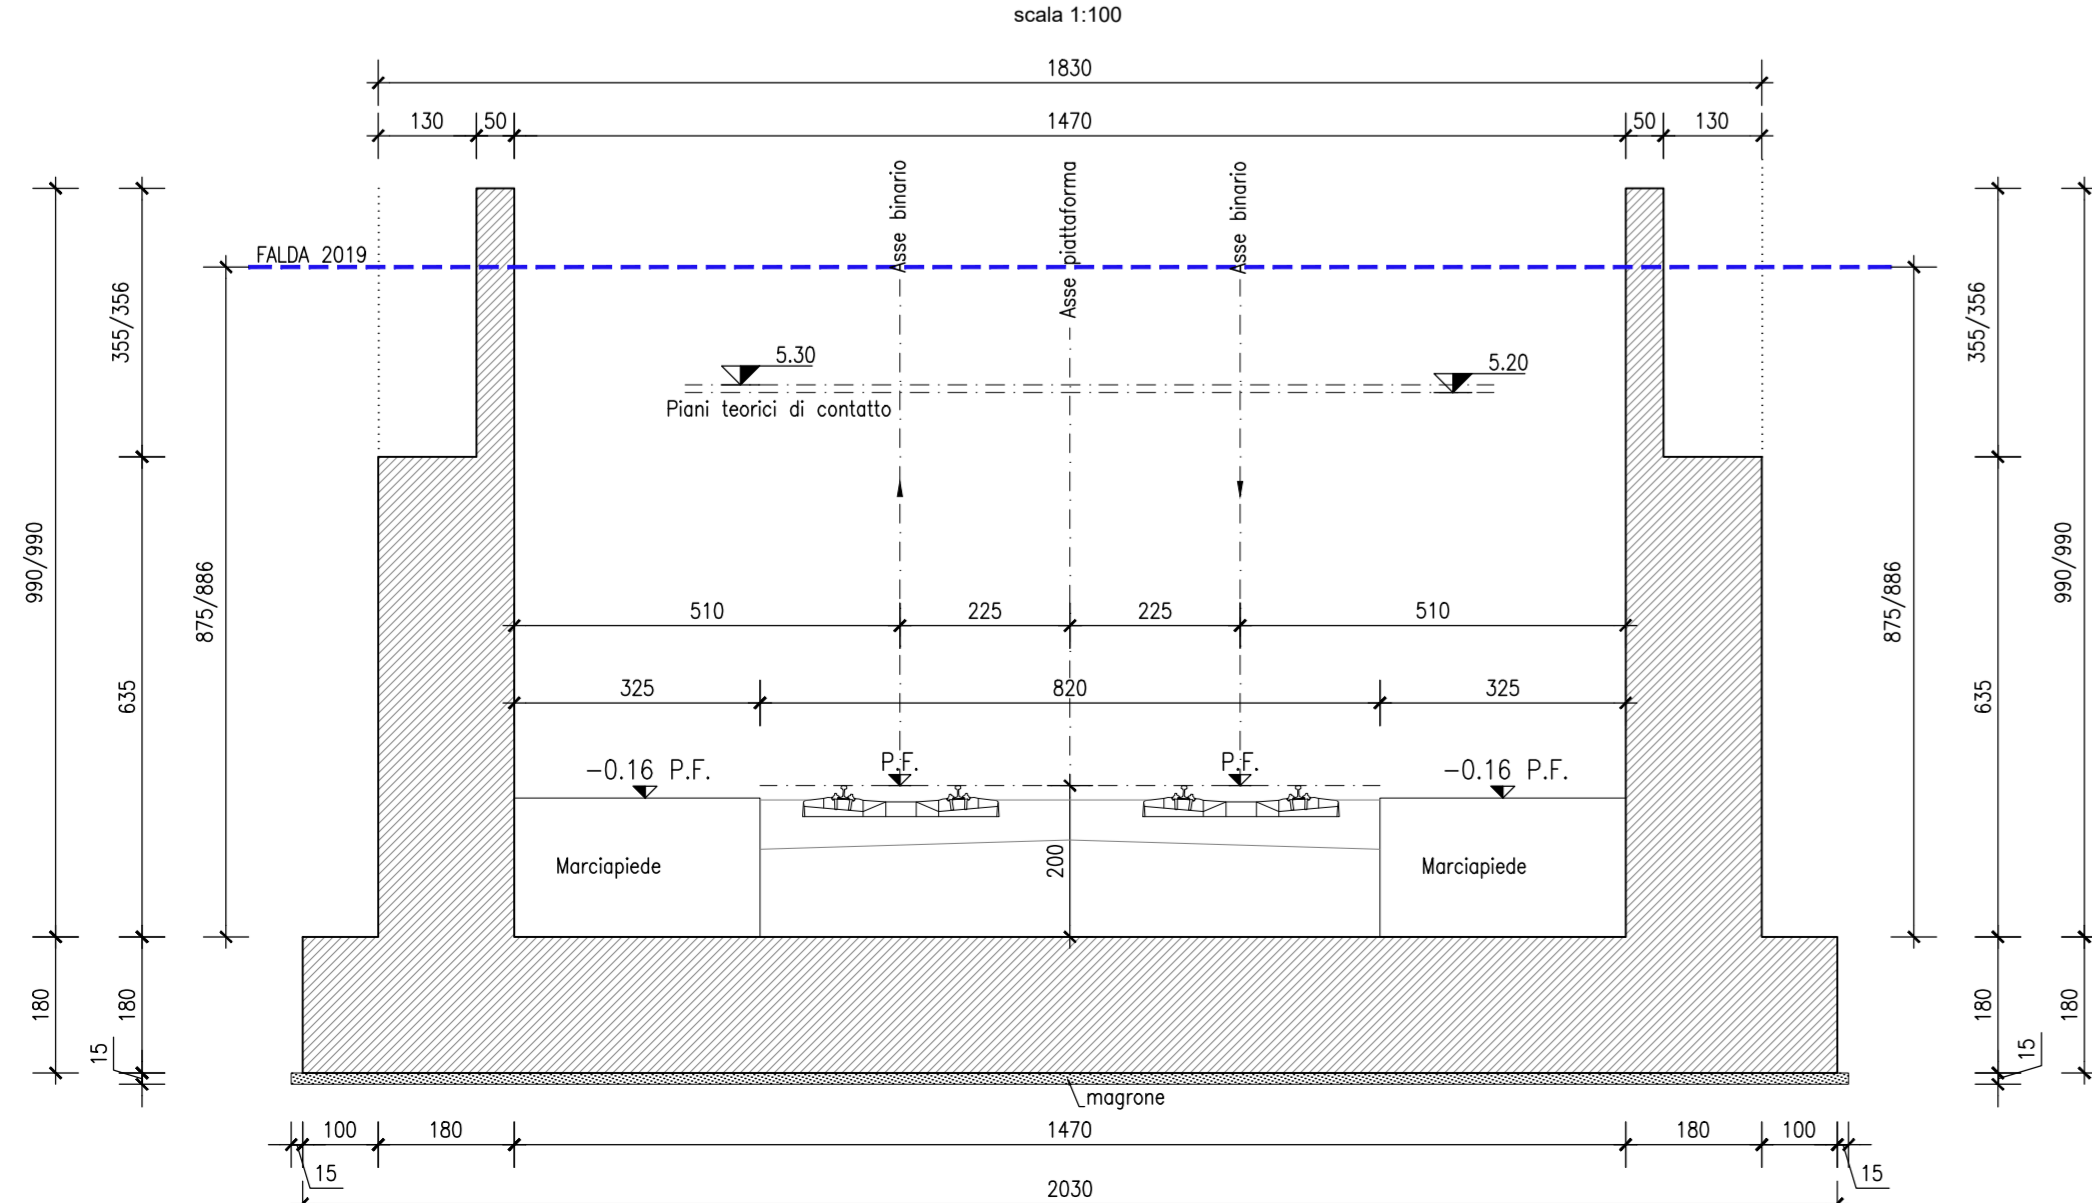 scala 1:100
1830
130 50 1470 50 130
Asse binario
Asse piattaforma
Asse binario
FALDA 2019
355/356
355/356
5.30
5.20
Piani teorici di contatto
990/990
990/990
875/886
875/886
510 225 225 510
635
635
325 820 325
-0.16 P.F.
P.F.
P.F.
-0.16 P.F.
200
Marciapiede
Marciapiede
180
180
180
180
15
15
magrone
100 180 1470 180 100
15
15
2030